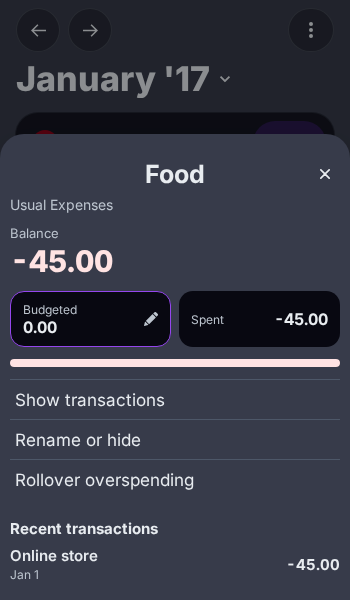 January '17
Food
Usual Expenses
Balance
-45.00
Budgeted
0.00
Spent
-45.00
Show transactions
Rename or hide
Rollover overspending
Recent transactions
Online store
-45.00
Jan 1